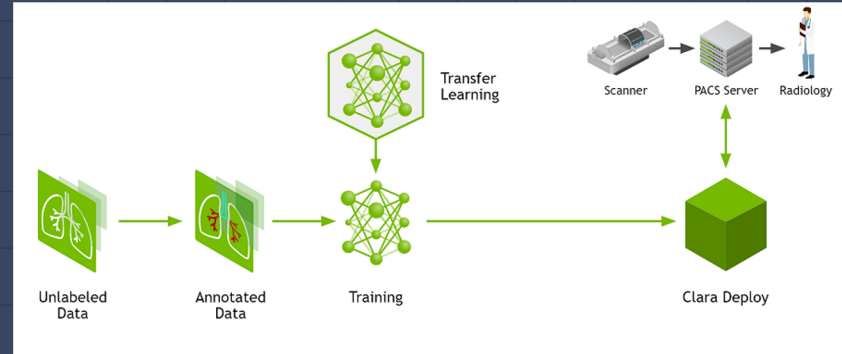 Transfer
Learning
Scanner
PACS Server
Radiology
Unlabeled
Data
Annotated
Data
Training
Clara Deploy